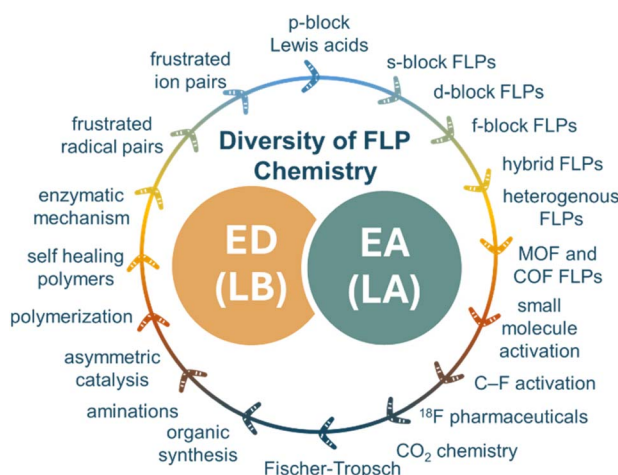 p-block
Lewis acids
s-block FLPs
d-block FLPs
f-block FLPs
hybrid FLPs
heterogenous
FLPs
MOF and
COF FLPs
small
molecule
activation
C–F activation
¹⁸F pharmaceuticals
CO₂ chemistry
Fischer-Tropsch
organic
synthesis
aminations
asymmetric
catalysis
polymerization
self healing
polymers
enzymatic
mechanism
frustrated
radical pairs
frustrated
ion pairs
Diversity of FLP
Chemistry
ED
(LB)
EA
(LA)